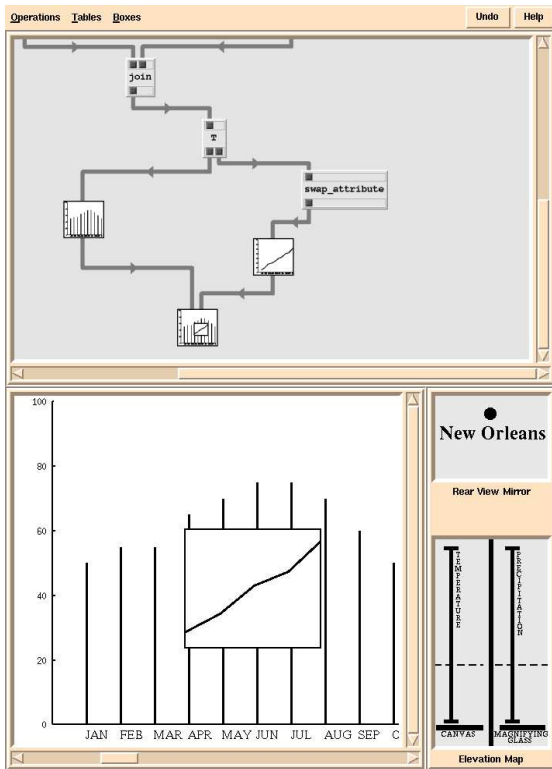 Operations Tables Boxes Undo Help
join
T
swap_attribute
100
80
60
40
20
0
JAN FEB MAR APR MAY JUN JUL AUG SEP O
New Orleans
Rear View Mirror
TEMPERATURE
PRECIPITATION
CANVAS
MAGNIFYING
GLASS
Elevation Map